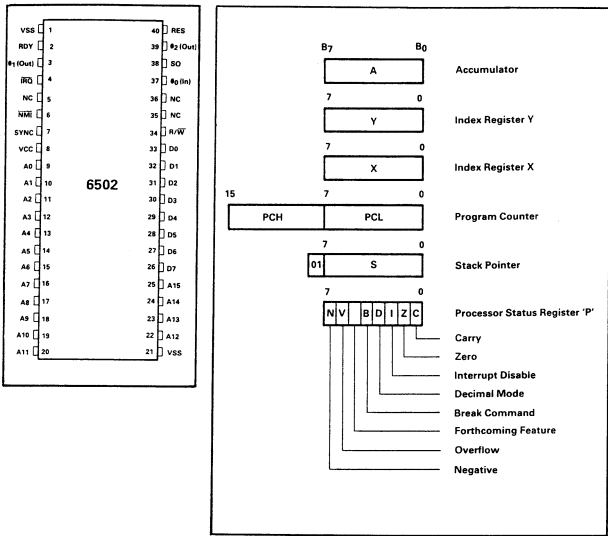 VSS 1 40 RES
RDY 2 39 ϕ2 (Out)
ϕ1 (Out) 3 38 SO
IRQ 4 37 ϕ0 (In)
NC 5 36 NC
NMI 6 35 NC
SYNC 7 34 R/W
VCC 8 33 D0
A0 9 32 D1
A1 10 31 D2
A2 11 30 D3
A3 12 29 D4
A4 13 28 D5
A5 14 27 D6
A6 15 26 D7
A7 16 25 A15
A8 17 24 A14
A9 18 23 A13
A10 19 22 A12
A11 20 21 VSS
6502
B7 B0
A Accumulator
7 0
Y Index Register Y
7 0
X Index Register X
15 7 0
PCH PCL Program Counter
7 0
01 S Stack Pointer
7 0
N V B D I Z C Processor Status Register 'P'
Carry
Zero
Interrupt Disable
Decimal Mode
Break Command
Forthcoming Feature
Overflow
Negative